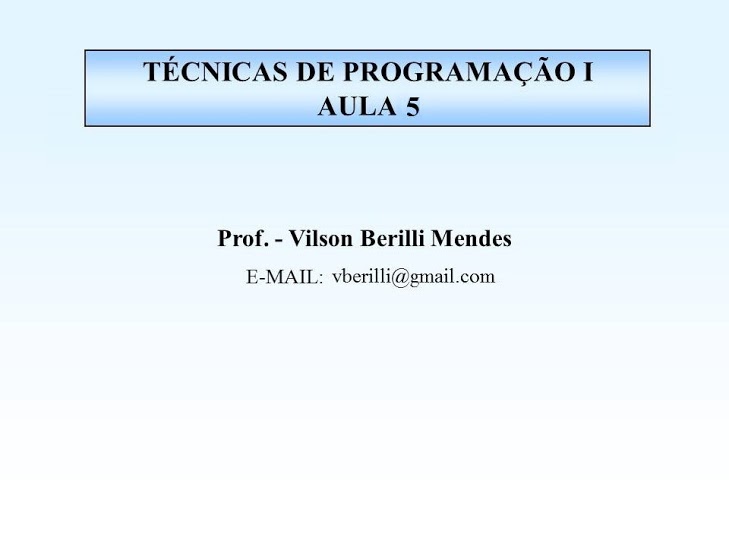 TÉCNICAS DE PROGRAMAÇÃO I
AULA 5
Prof. - Vilson Berilli Mendes
E-MAIL: vberilli@gmail.com